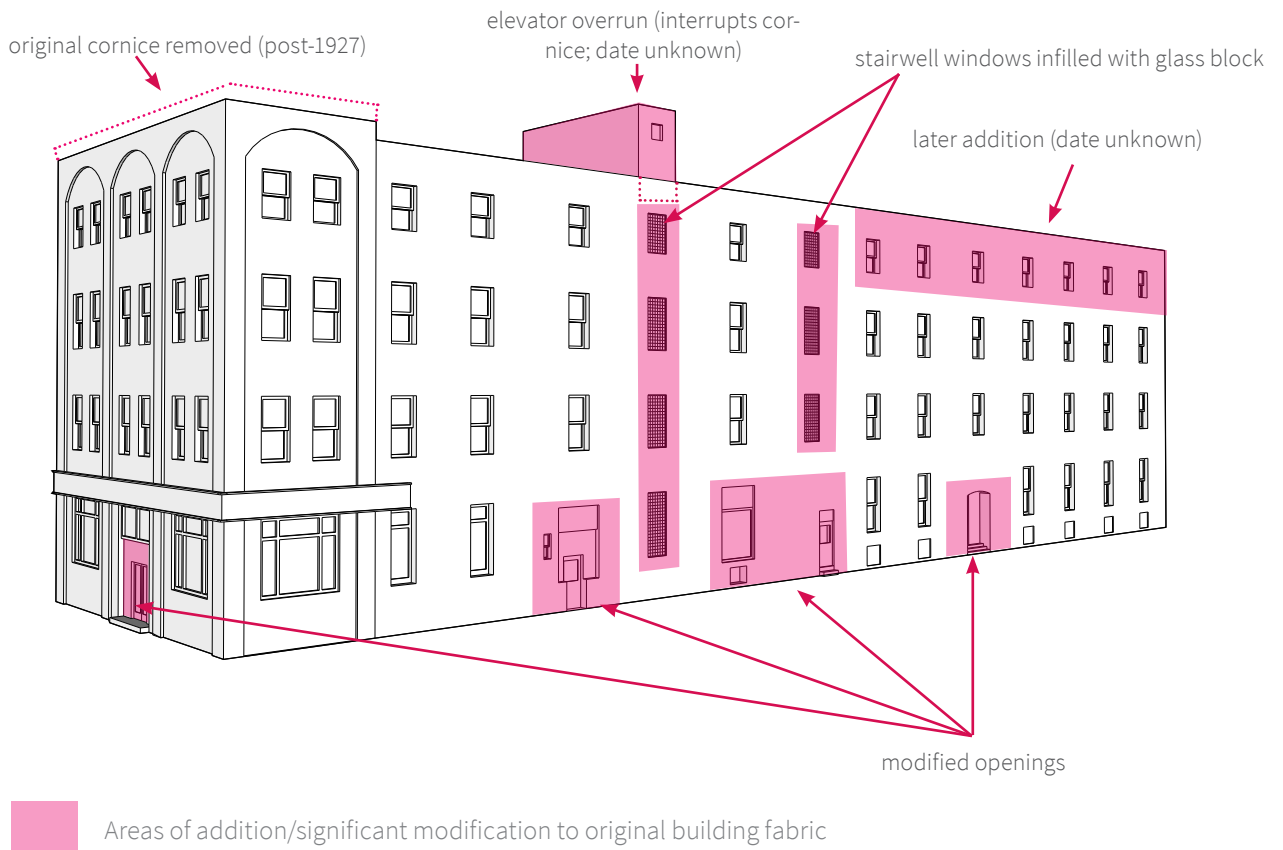 elevator overrun (interrupts cor-
nice; date unknown)
original cornice removed (post-1927)
stairwell windows infilled with glass block
later addition (date unknown)
modified openings
Areas of addition/significant modification to original building fabric